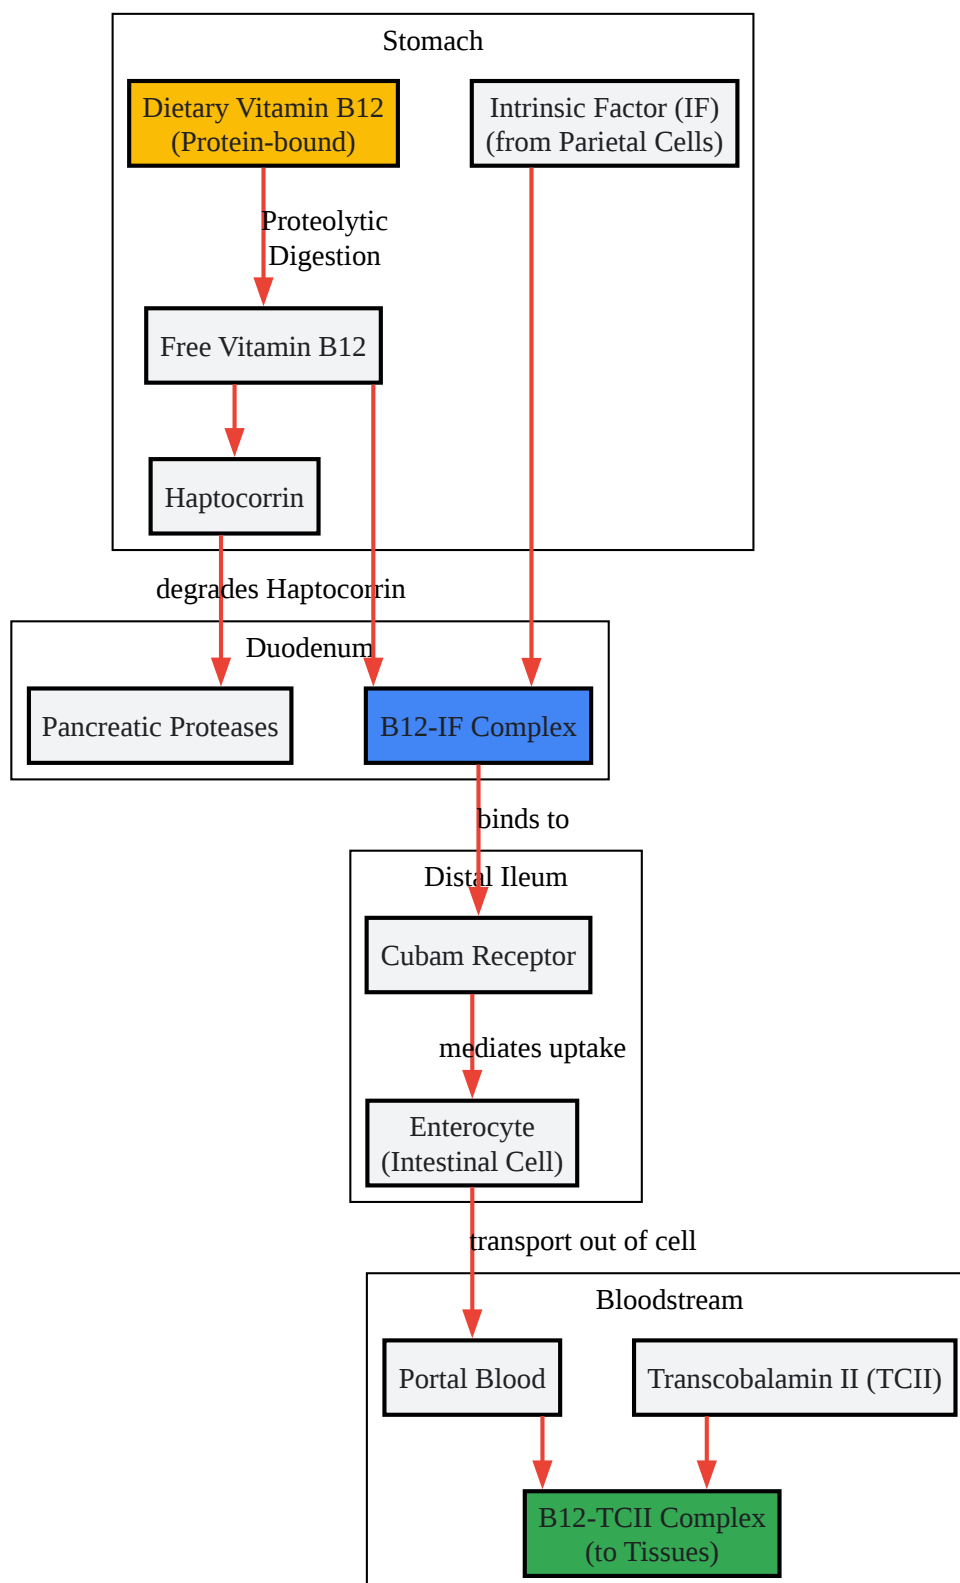 Stomach
Dietary Vitamin B12
(Protein-bound)
Intrinsic Factor (IF)
(from Parietal Cells)
Proteolytic
Digestion
Free Vitamin B12
Haptocorrin
degrades Haptocorrin
Duodenum
Pancreatic Proteases
B12-IF Complex
binds to
Distal Ileum
Cubam Receptor
mediates uptake
Enterocyte
(Intestinal Cell)
transport out of cell
Bloodstream
Portal Blood
Transcobalamin II (TCII)
B12-TCII Complex
(to Tissues)